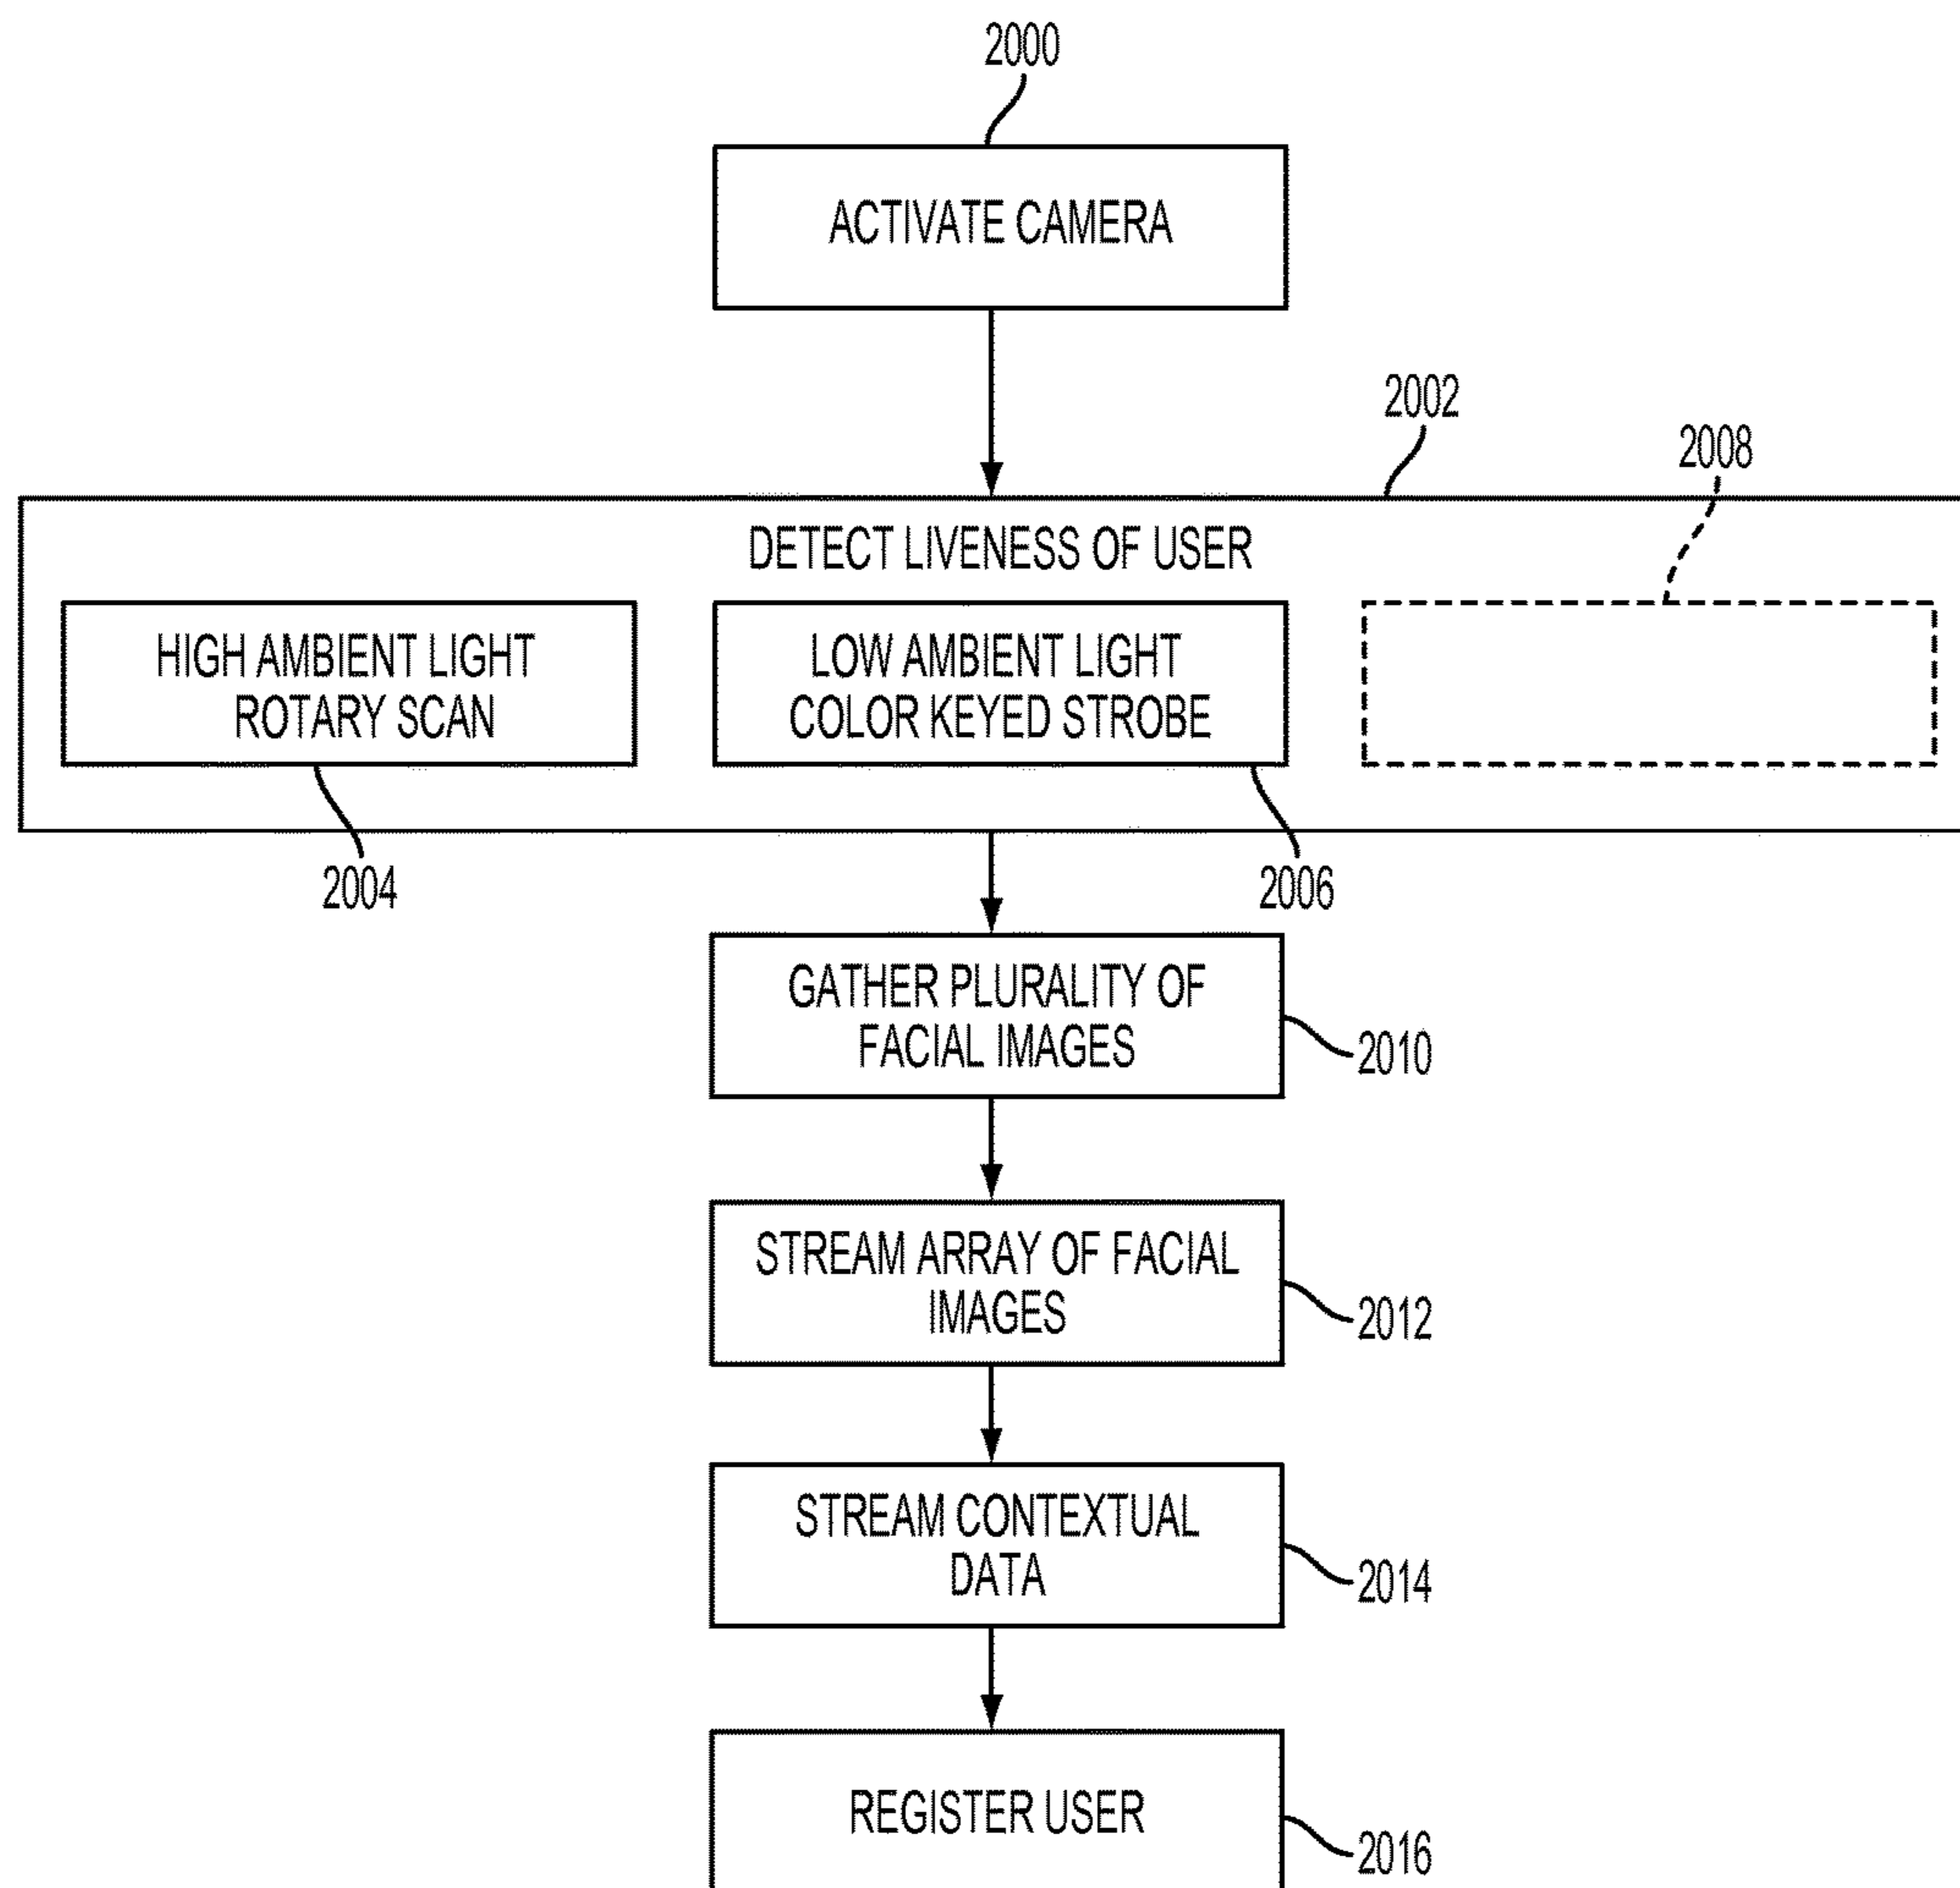 2000
ACTIVATE CAMERA
2002
2008
DETECT LIVENESS OF USER
HIGH AMBIENT LIGHT
ROTARY SCAN
LOW AMBIENT LIGHT
COLOR KEYED STROBE
2004
2006
GATHER PLURALITY OF
FACIAL IMAGES
2010
STREAM ARRAY OF FACIAL
IMAGES
2012
STREAM CONTEXTUAL
DATA
2014
REGISTER USER
2016